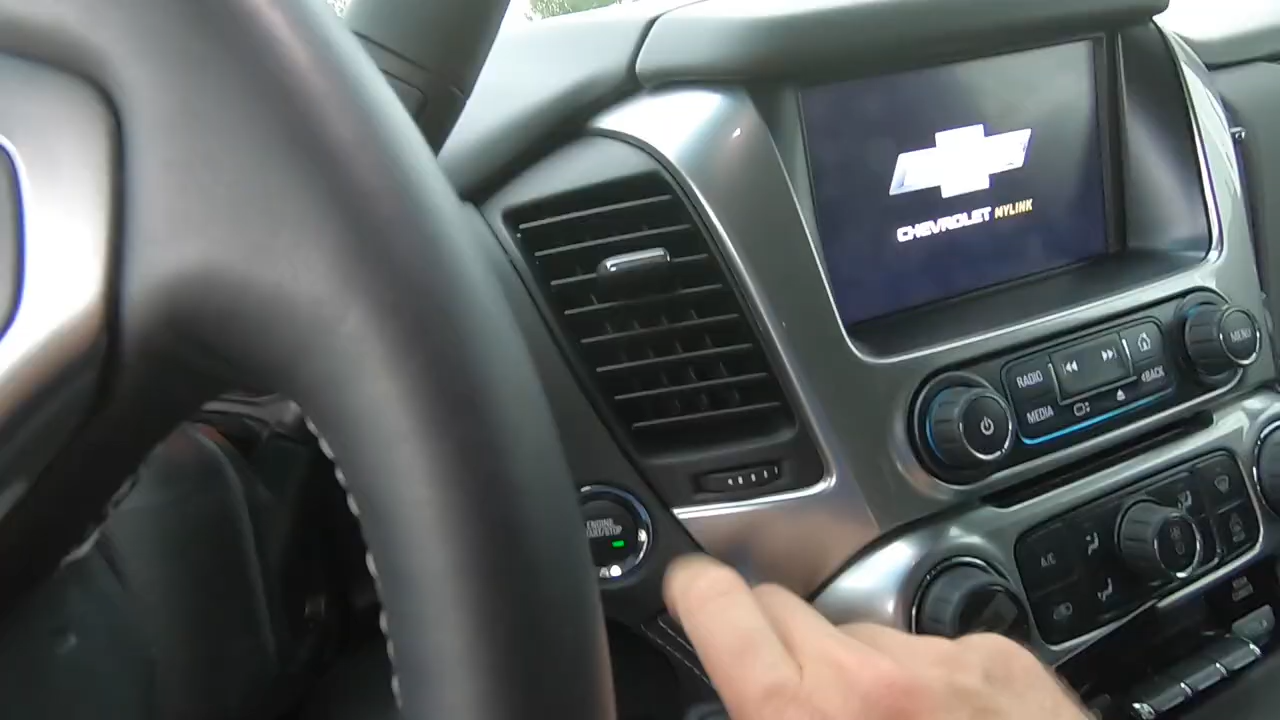 CHEVROLET MYLINK
RADIO
MEDIA
BACK
MENU
ENGINE
START/STOP
A/C